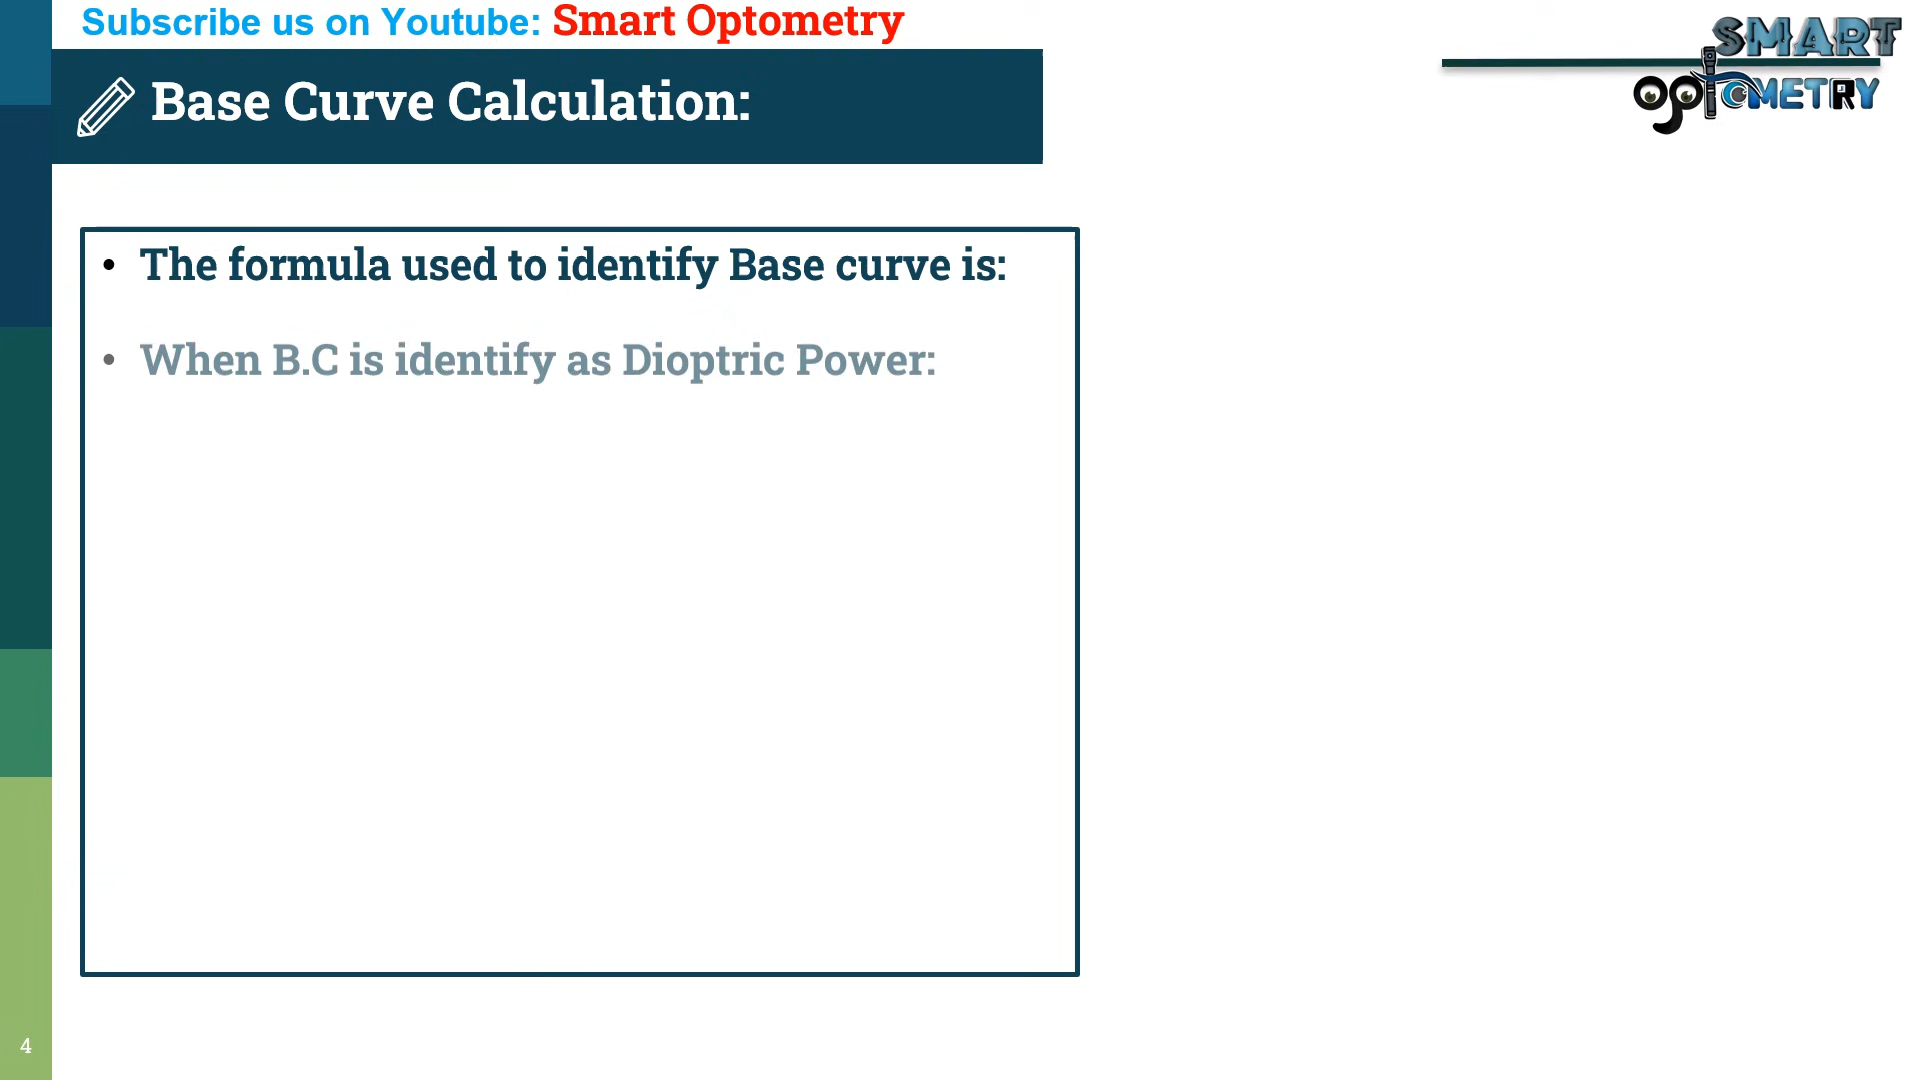 Subscribe us on Youtube: Smart Optometry
SMART
OptOMETRY
Base Curve Calculation:
• The formula used to identify Base curve is:
• When B.C is identify as Dioptric Power:
4